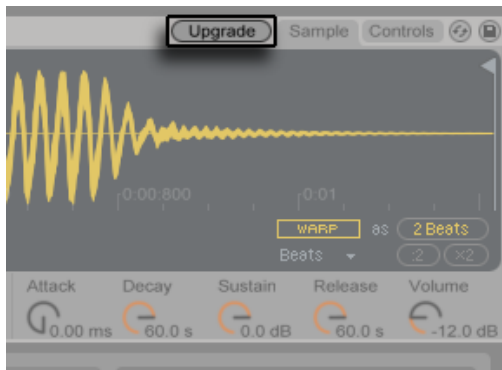 Upgrade Sample Controls
0:00:800 0:01
WARP as 2 Beats
Beats :2 ×2
Attack Decay Sustain Release Volume
0.00 ms 60.0 s 0.0 dB 60.0 s -12.0 dB